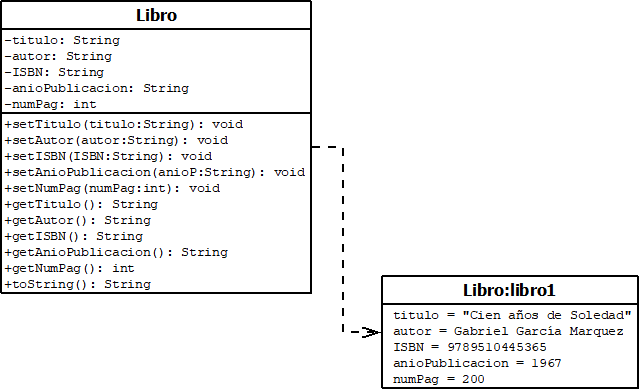 Libro
-titulo: String
-autor: String
-ISBN: String
-anioPublicacion: String
-numPag: int
+setTitulo(titulo:String): void
+setAutor(autor:String): void
+setISBN(ISBN:String): void
+setAnioPublicacion(anioP:String): void
+setNumPag(numPag:int): void
+getTitulo(): String
+getAutor(): String
+getISBN(): String
+getAnioPublicacion(): String
+getNumPag(): int
+toString(): String
Libro:libro1
titulo = "Cien años de Soledad"
autor = Gabriel García Marquez
ISBN = 9789510445365
anioPublicacion = 1967
numPag = 200